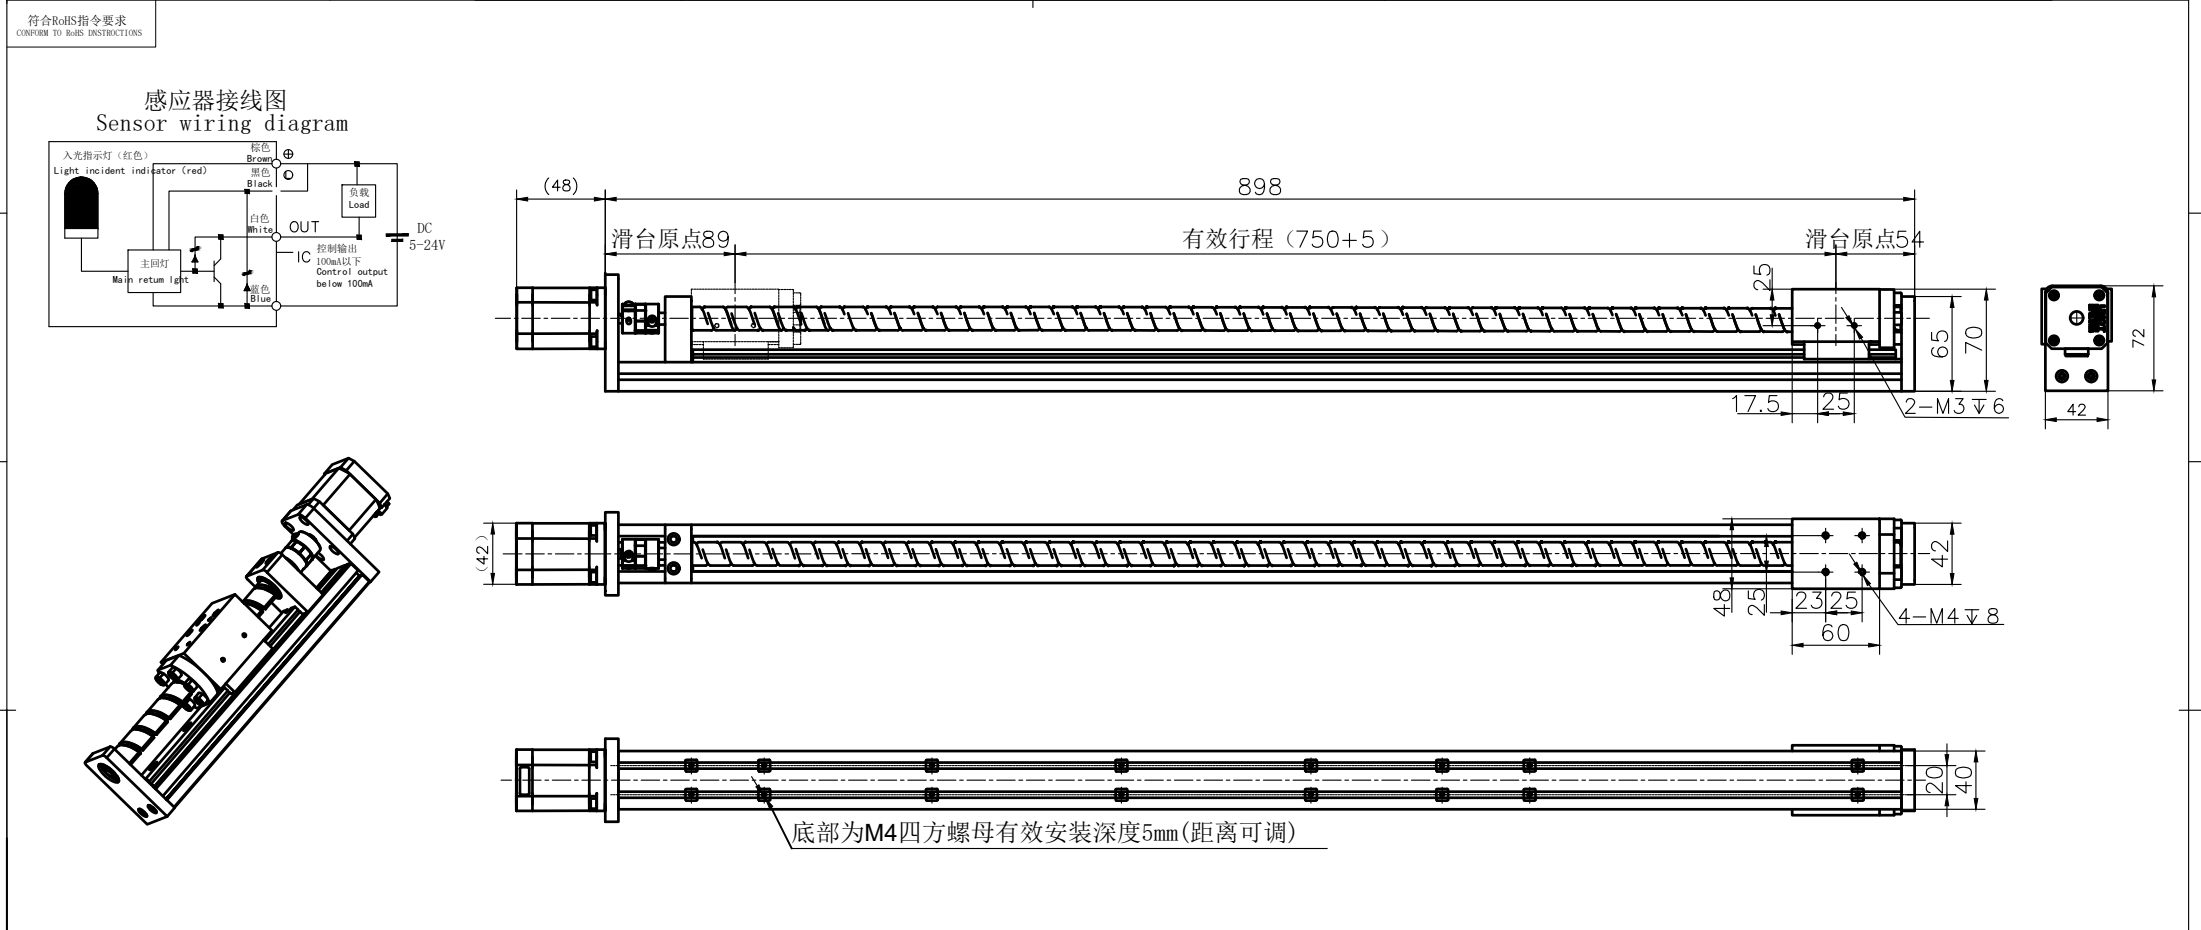 符合RoHS指令要求
CONFORM TO RoHS DNSTRUCTIONS
感应器接线图
Sensor wiring diagram
入光指示灯（红色）
Light incident indicator (red)
棕色
Brown
黑色
Black
L
负载
Load
白色
White
OUT
DC
5-24V
IC
控制输出
100mA以下
Control output
below 100mA
主回灯
Main retum lght
蓝色
Blue
(48)
898
滑台原点89
有效行程（750+5）
滑台原点54
25
65
70
17.5
25
2-M3↧6
72
42
(42)
48
25
23
25
60
42
4-M4↧8
20
40
底部为M4四方螺母有效安装深度5mm(距离可调)